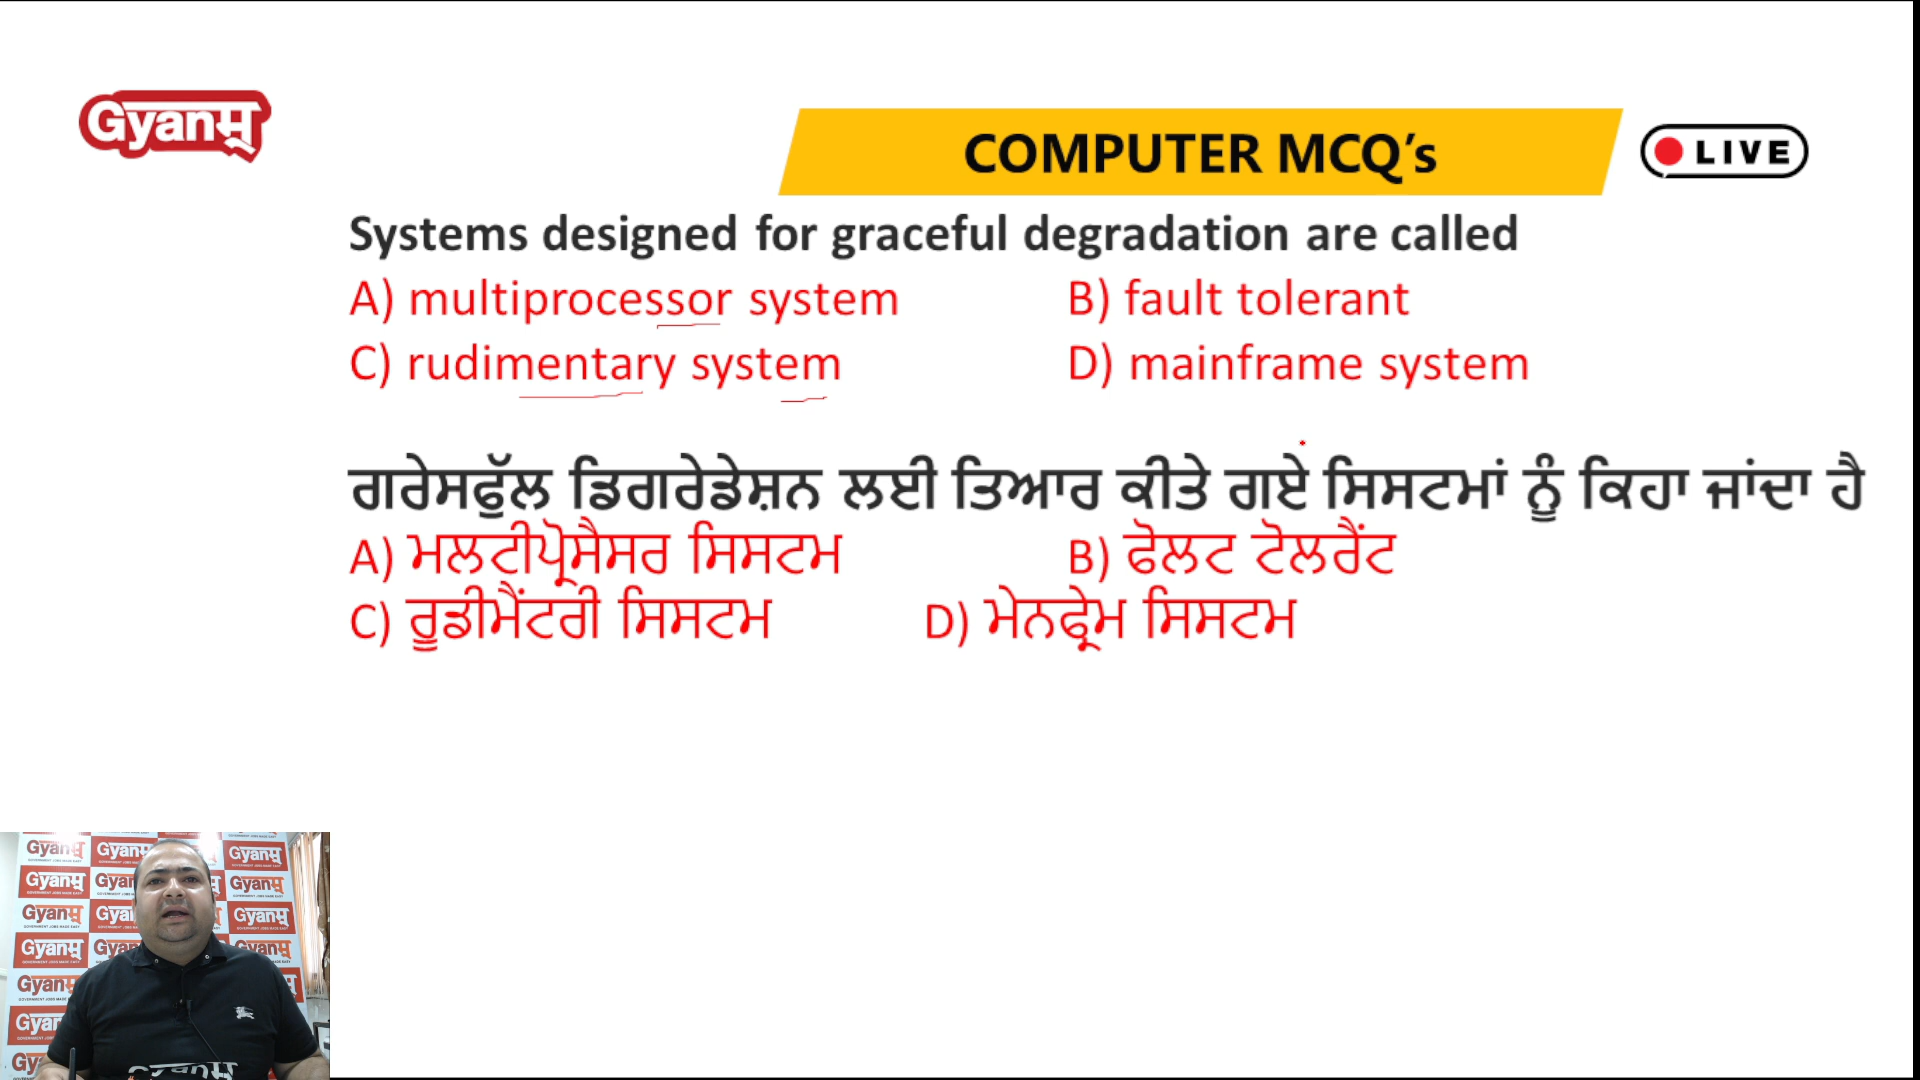 Gyanਮ
COMPUTER MCQ's
LIVE
Systems designed for graceful degradation are called
A) multiprocessor system B) fault tolerant
C) rudimentary system D) mainframe system
ਗਰੇਸਫੁੱਲ ਡਿਗਰੇਡੇਸ਼ਨ ਲਈ ਤਿਆਰ ਕੀਤੇ ਗਏ ਸਿਸਟਮਾਂ ਨੂੰ ਕਿਹਾ ਜਾਂਦਾ ਹੈ
A) ਮਲਟੀਪ੍ਰੋਸੈਸਰ ਸਿਸਟਮ B) ਫੋਲਟ ਟੋਲਰੈਂਟ
C) ਰੂਡੀਮੈਂਟਰੀ ਸਿਸਟਮ D) ਮੇਨਫ੍ਰੇਮ ਸਿਸਟਮ